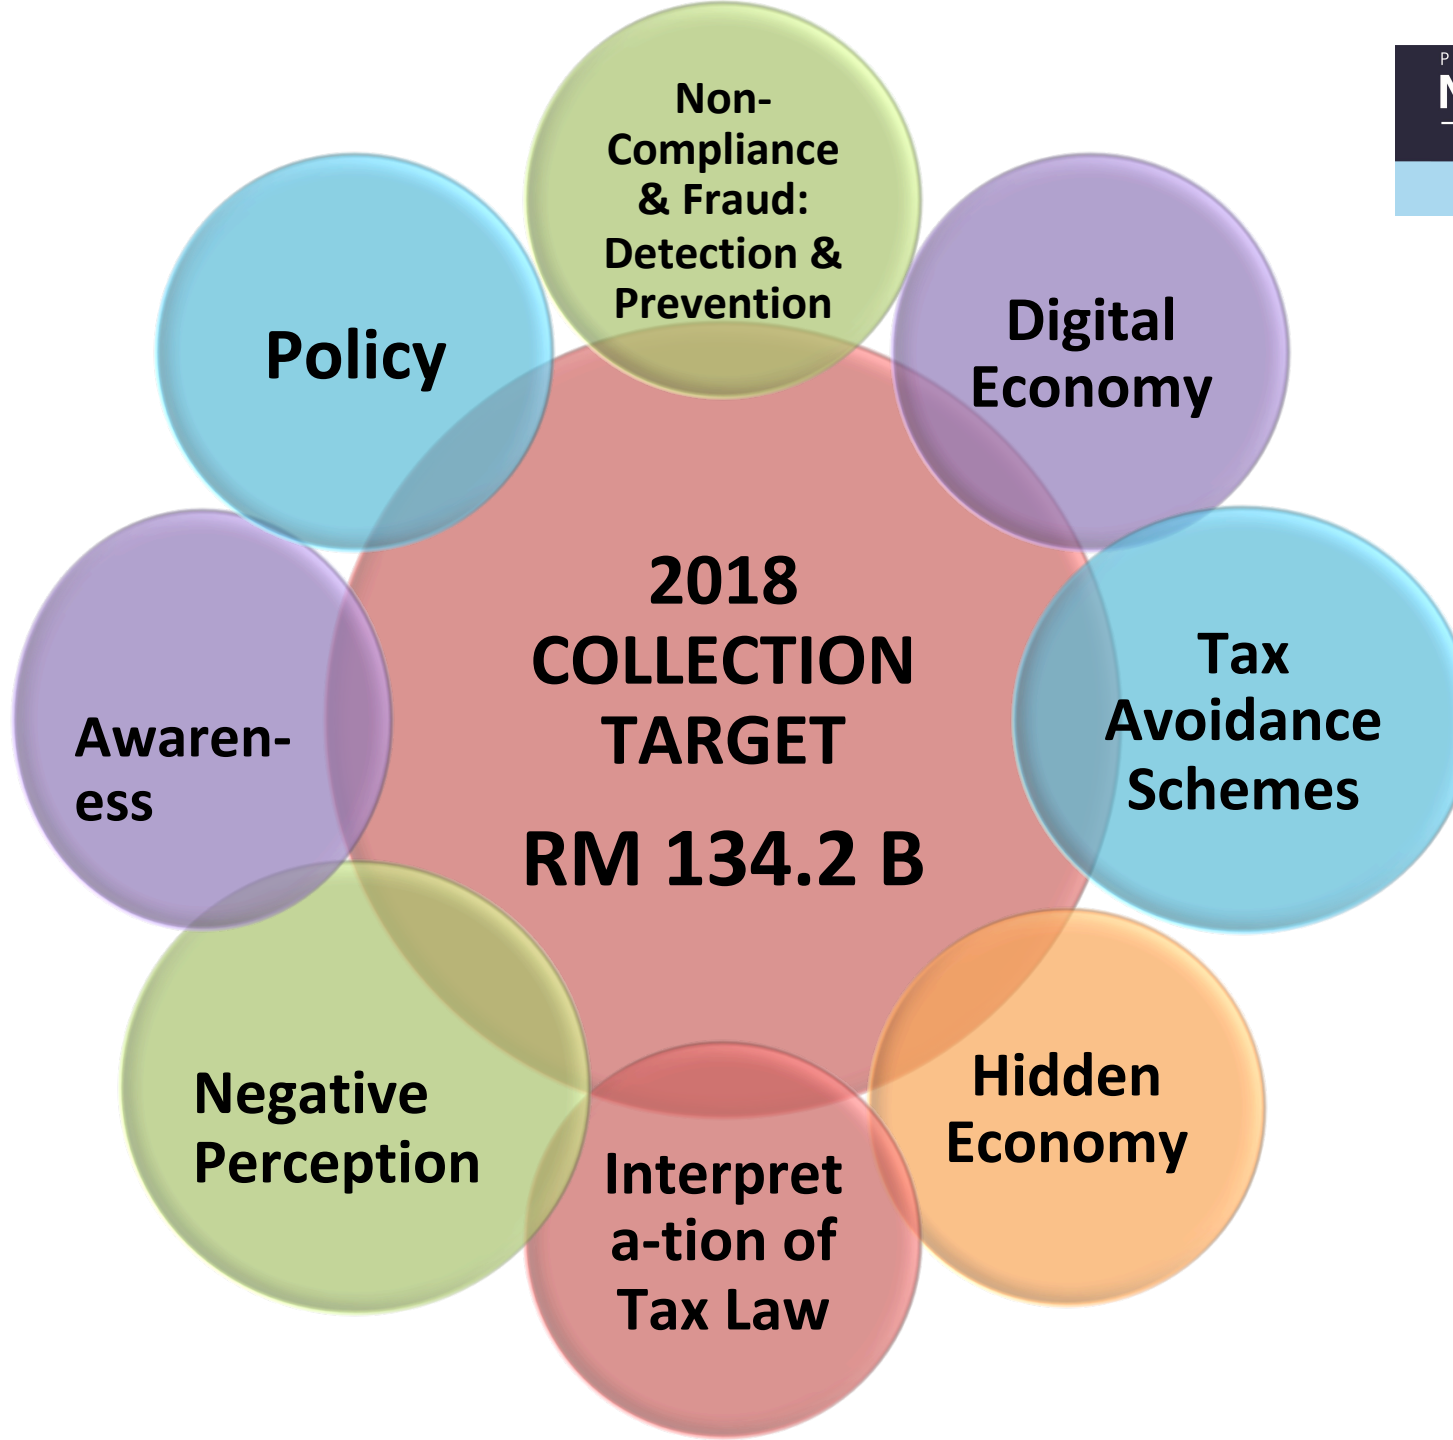 Non-
Compliance
& Fraud:
Detection &
Prevention
Digital
Economy
Tax
Avoidance
Schemes
Hidden
Economy
Interpret
a-tion of
Tax Law
Negative
Perception
Awaren-
ess
Policy
2018
COLLECTION
TARGET
RM 134.2 B